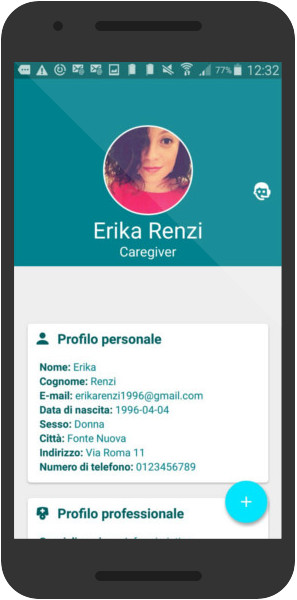 77% 12:32
Erika Renzi
Caregiver
Profilo personale
Nome: Erika
Cognome: Renzi
E-mail: erikarenzi1996@gmail.com
Data di nascita: 1996-04-04
Sesso: Donna
Città: Fonte Nuova
Indirizzo: Via Roma 11
Numero di telefono: 0123456789
Profilo professionale